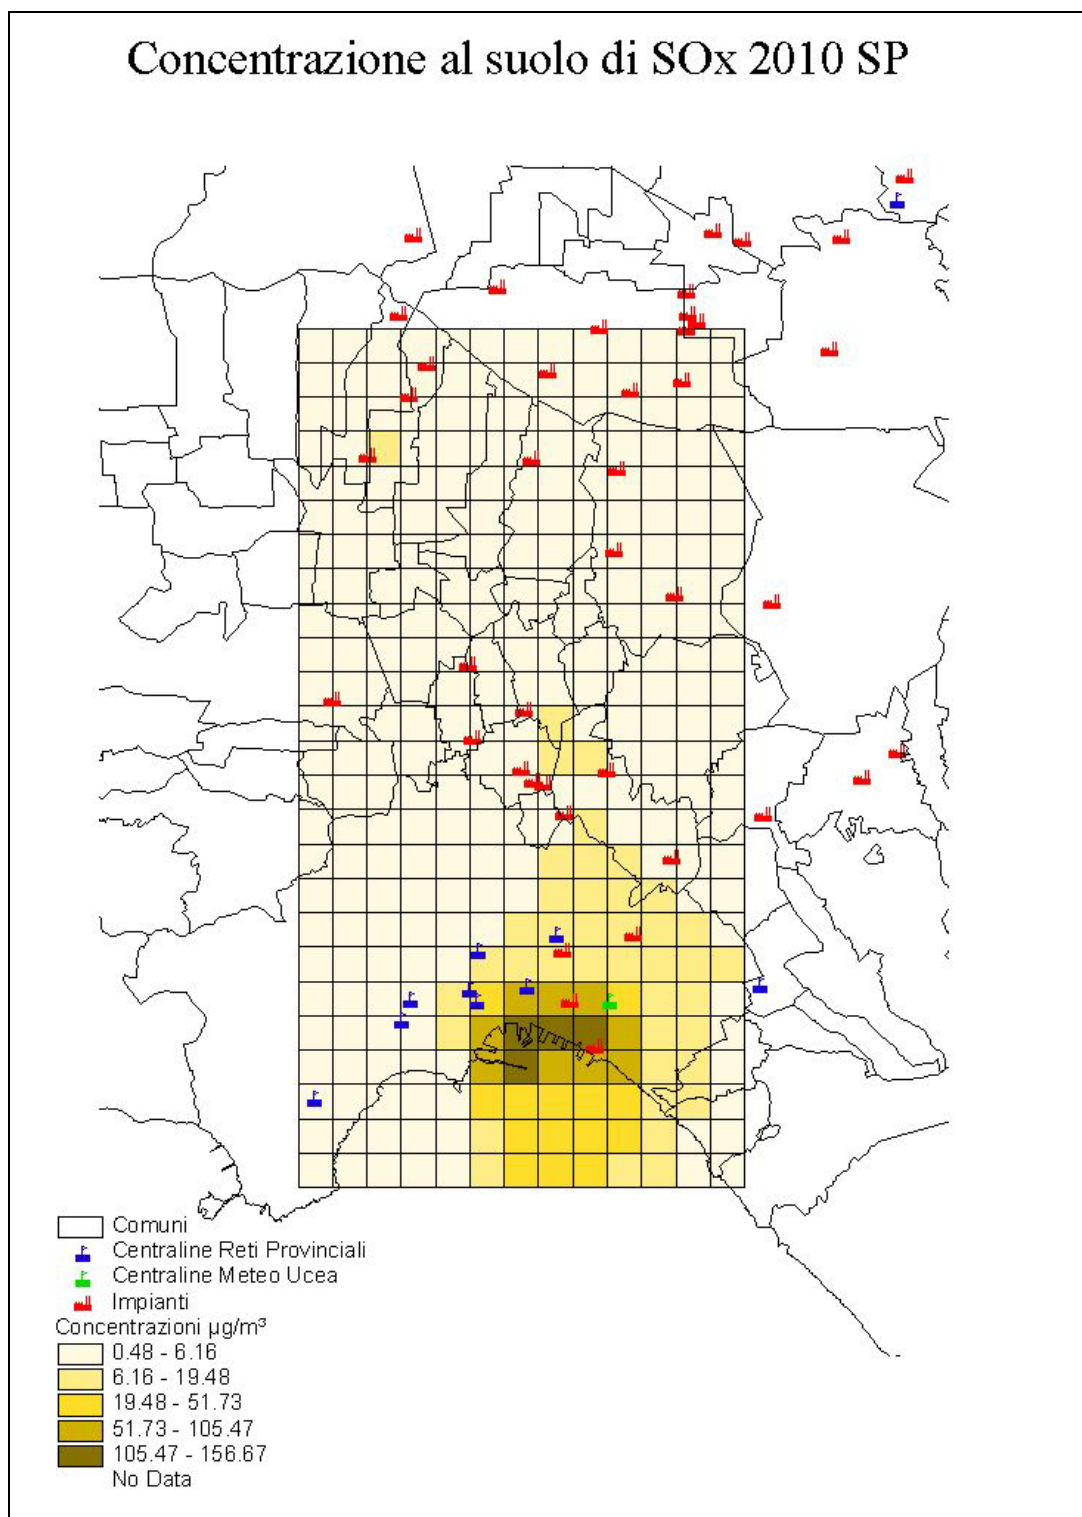 Concentrazione al suolo di SOx 2010 SP
Comuni
Centraline Reti Provinciali
Centraline Meteo Ucea
Impianti
Concentrazioni µg/m³
0.48 - 6.16
6.16 - 19.48
19.48 - 51.73
51.73 - 105.47
105.47 - 156.67
No Data